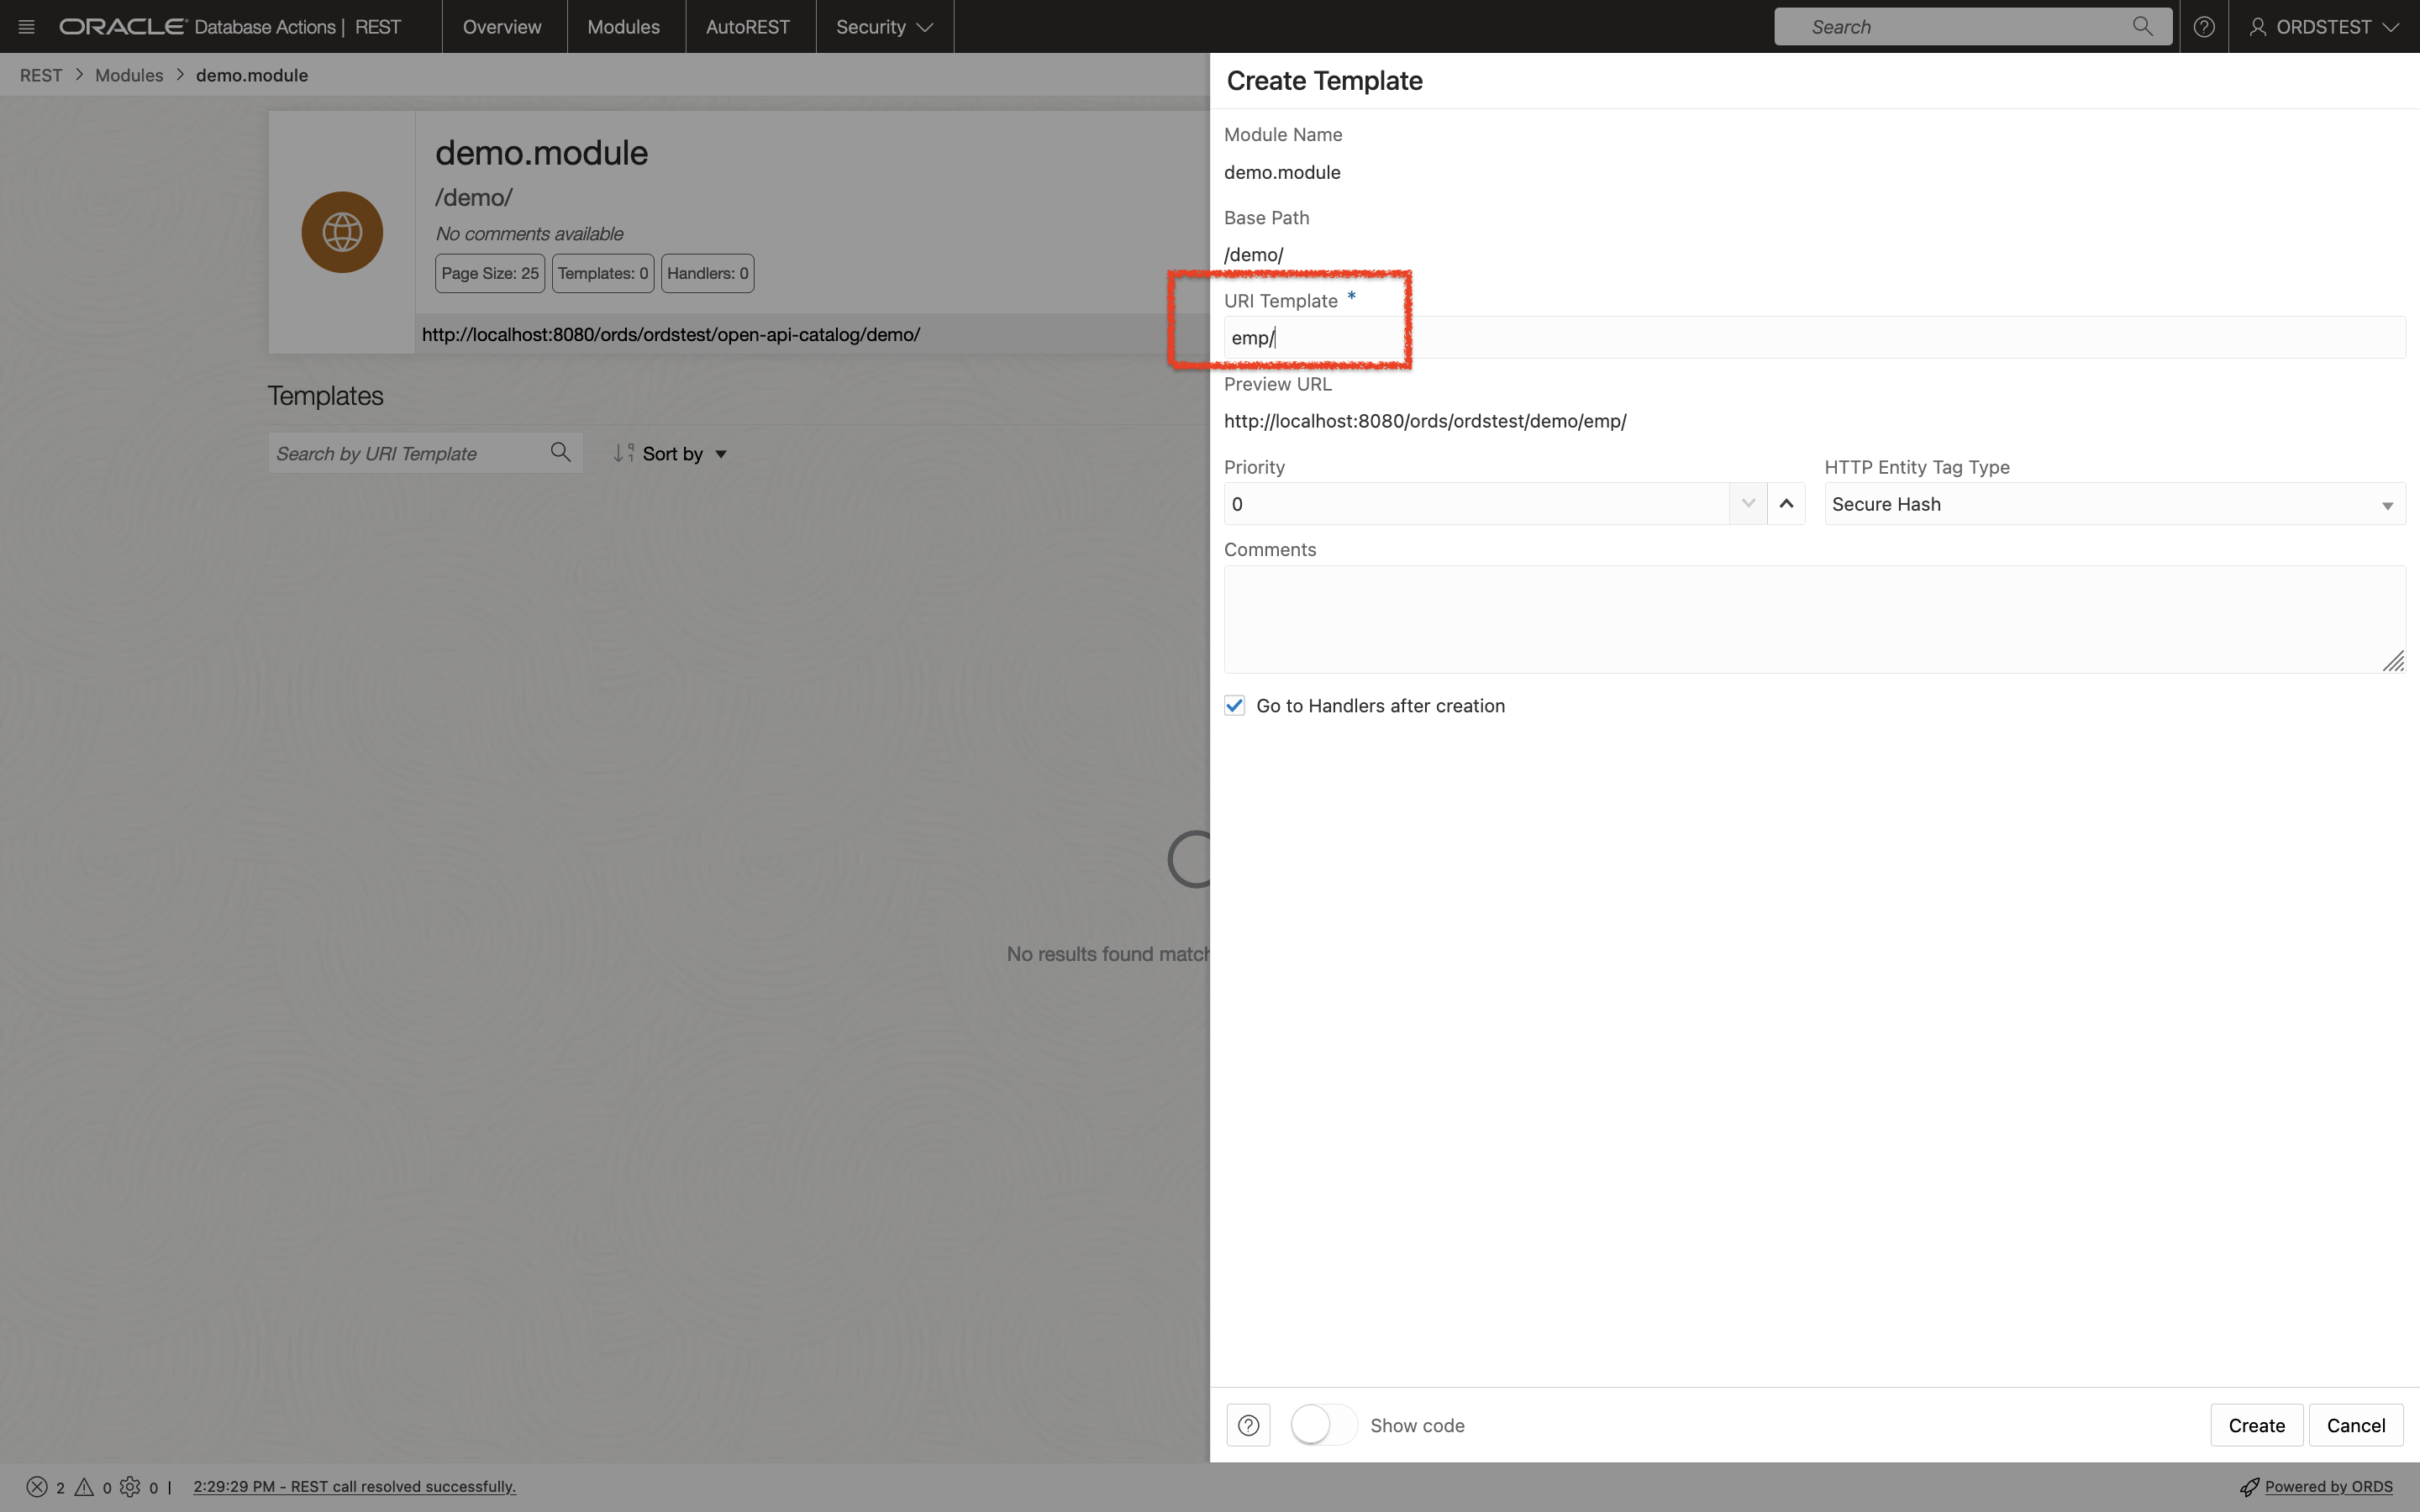 ORACLE Database Actions | REST Overview Modules AutoREST Security Search ORDSTEST
REST > Modules > demo.module
demo.module
/demo/
No comments available
Page Size: 25 Templates: 0 Handlers: 0
http://localhost:8080/ords/ordstest/open-api-catalog/demo/
Templates
Search by URI Template Sort by
No results found match
Create Template
Module Name
demo.module
Base Path
/demo/
URI Template *
emp/
Preview URL
http://localhost:8080/ords/ordstest/demo/emp/
Priority HTTP Entity Tag Type
0 Secure Hash
Comments
Go to Handlers after creation
Show code Create Cancel
2 0 0 | 2:29:29 PM - REST call resolved successfully. Powered by ORDS